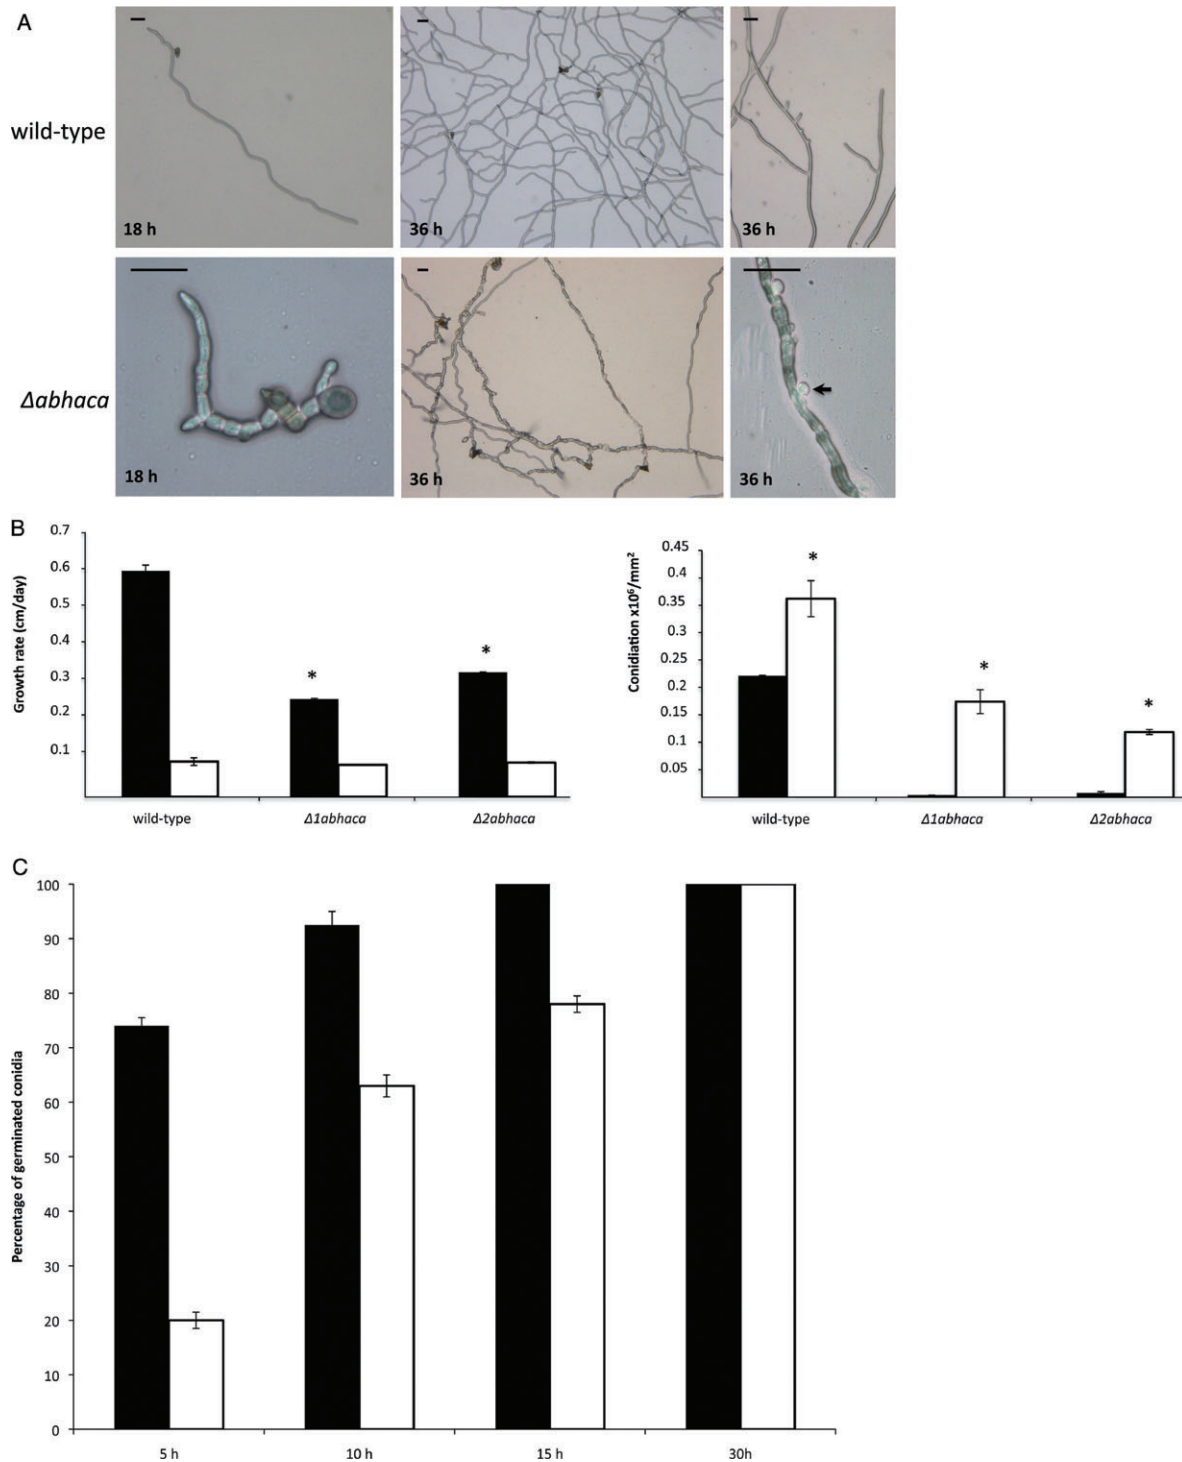 A
wild-type
18 h
36 h
36 h
Δabhaca
18 h
36 h
36 h
B
Growth rate (cm/day)
0.7
0.6
0.5
0.4
0.3
0.2
0.1
*
*
wild-type
Δ1abhaca
Δ2abhaca
Conidiation x10⁶/mm²
0.45
0.4
0.35
0.3
0.25
0.2
0.15
0.1
0.05
*
*
*
wild-type
Δ1abhaca
Δ2abhaca
C
Percentage of germinated conidia
100
90
80
70
60
50
40
30
20
10
0
5 h
10 h
15 h
30h